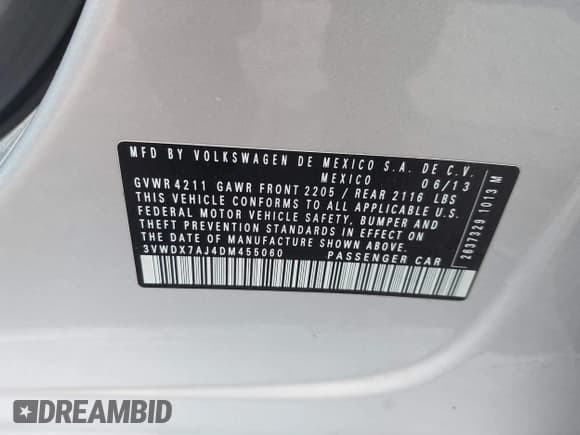 MFD BY VOLKSWAGEN DE MEXICO S.A. DE C.V.
MEXICO 06/13
GVWR 4211 GAWR FRONT 2205 / REAR 2116 LBS
THIS VEHICLE CONFORMS TO ALL APPLICABLE U.S.
FEDERAL MOTOR VEHICLE SAFETY, BUMPER AND
THEFT PREVENTION STANDARDS IN EFFECT ON
THE DATE OF MANUFACTURE SHOWN ABOVE.
3VWDX7AJ4DM455060 PASSENGER CAR
2637329 1013 M
DREAMBID